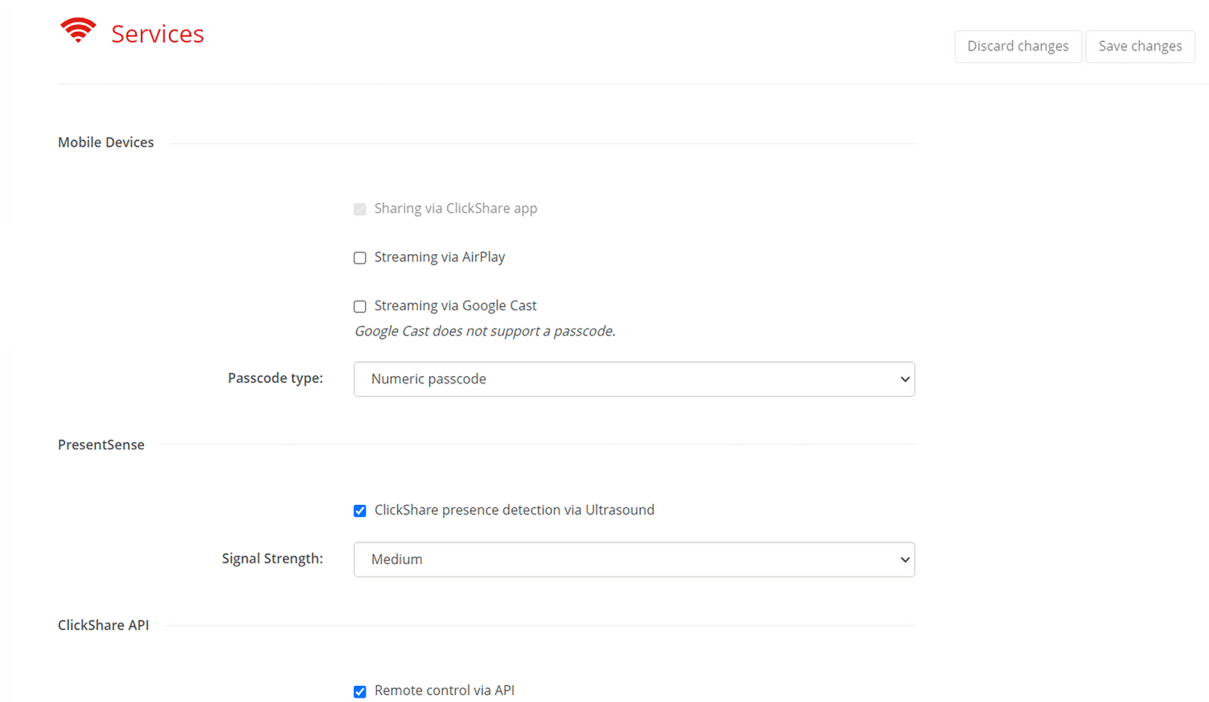 Services
Discard changes Save changes
Mobile Devices
Sharing via ClickShare app
Streaming via AirPlay
Streaming via Google Cast
Google Cast does not support a passcode.
Passcode type: Numeric passcode
PresentSense
ClickShare presence detection via Ultrasound
Signal Strength: Medium
ClickShare API
Remote control via API